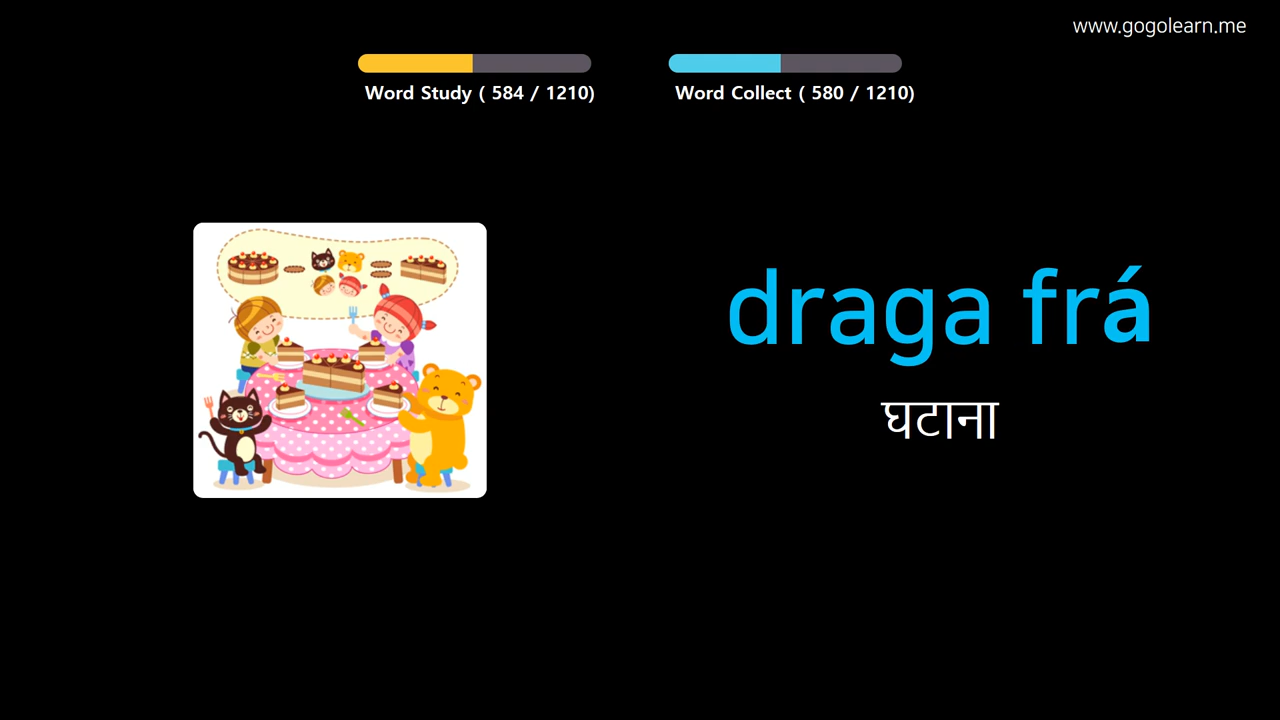 www.gogolearn.me
Word Study ( 584 / 1210)
Word Collect ( 580 / 1210)
draga frá
घटाना